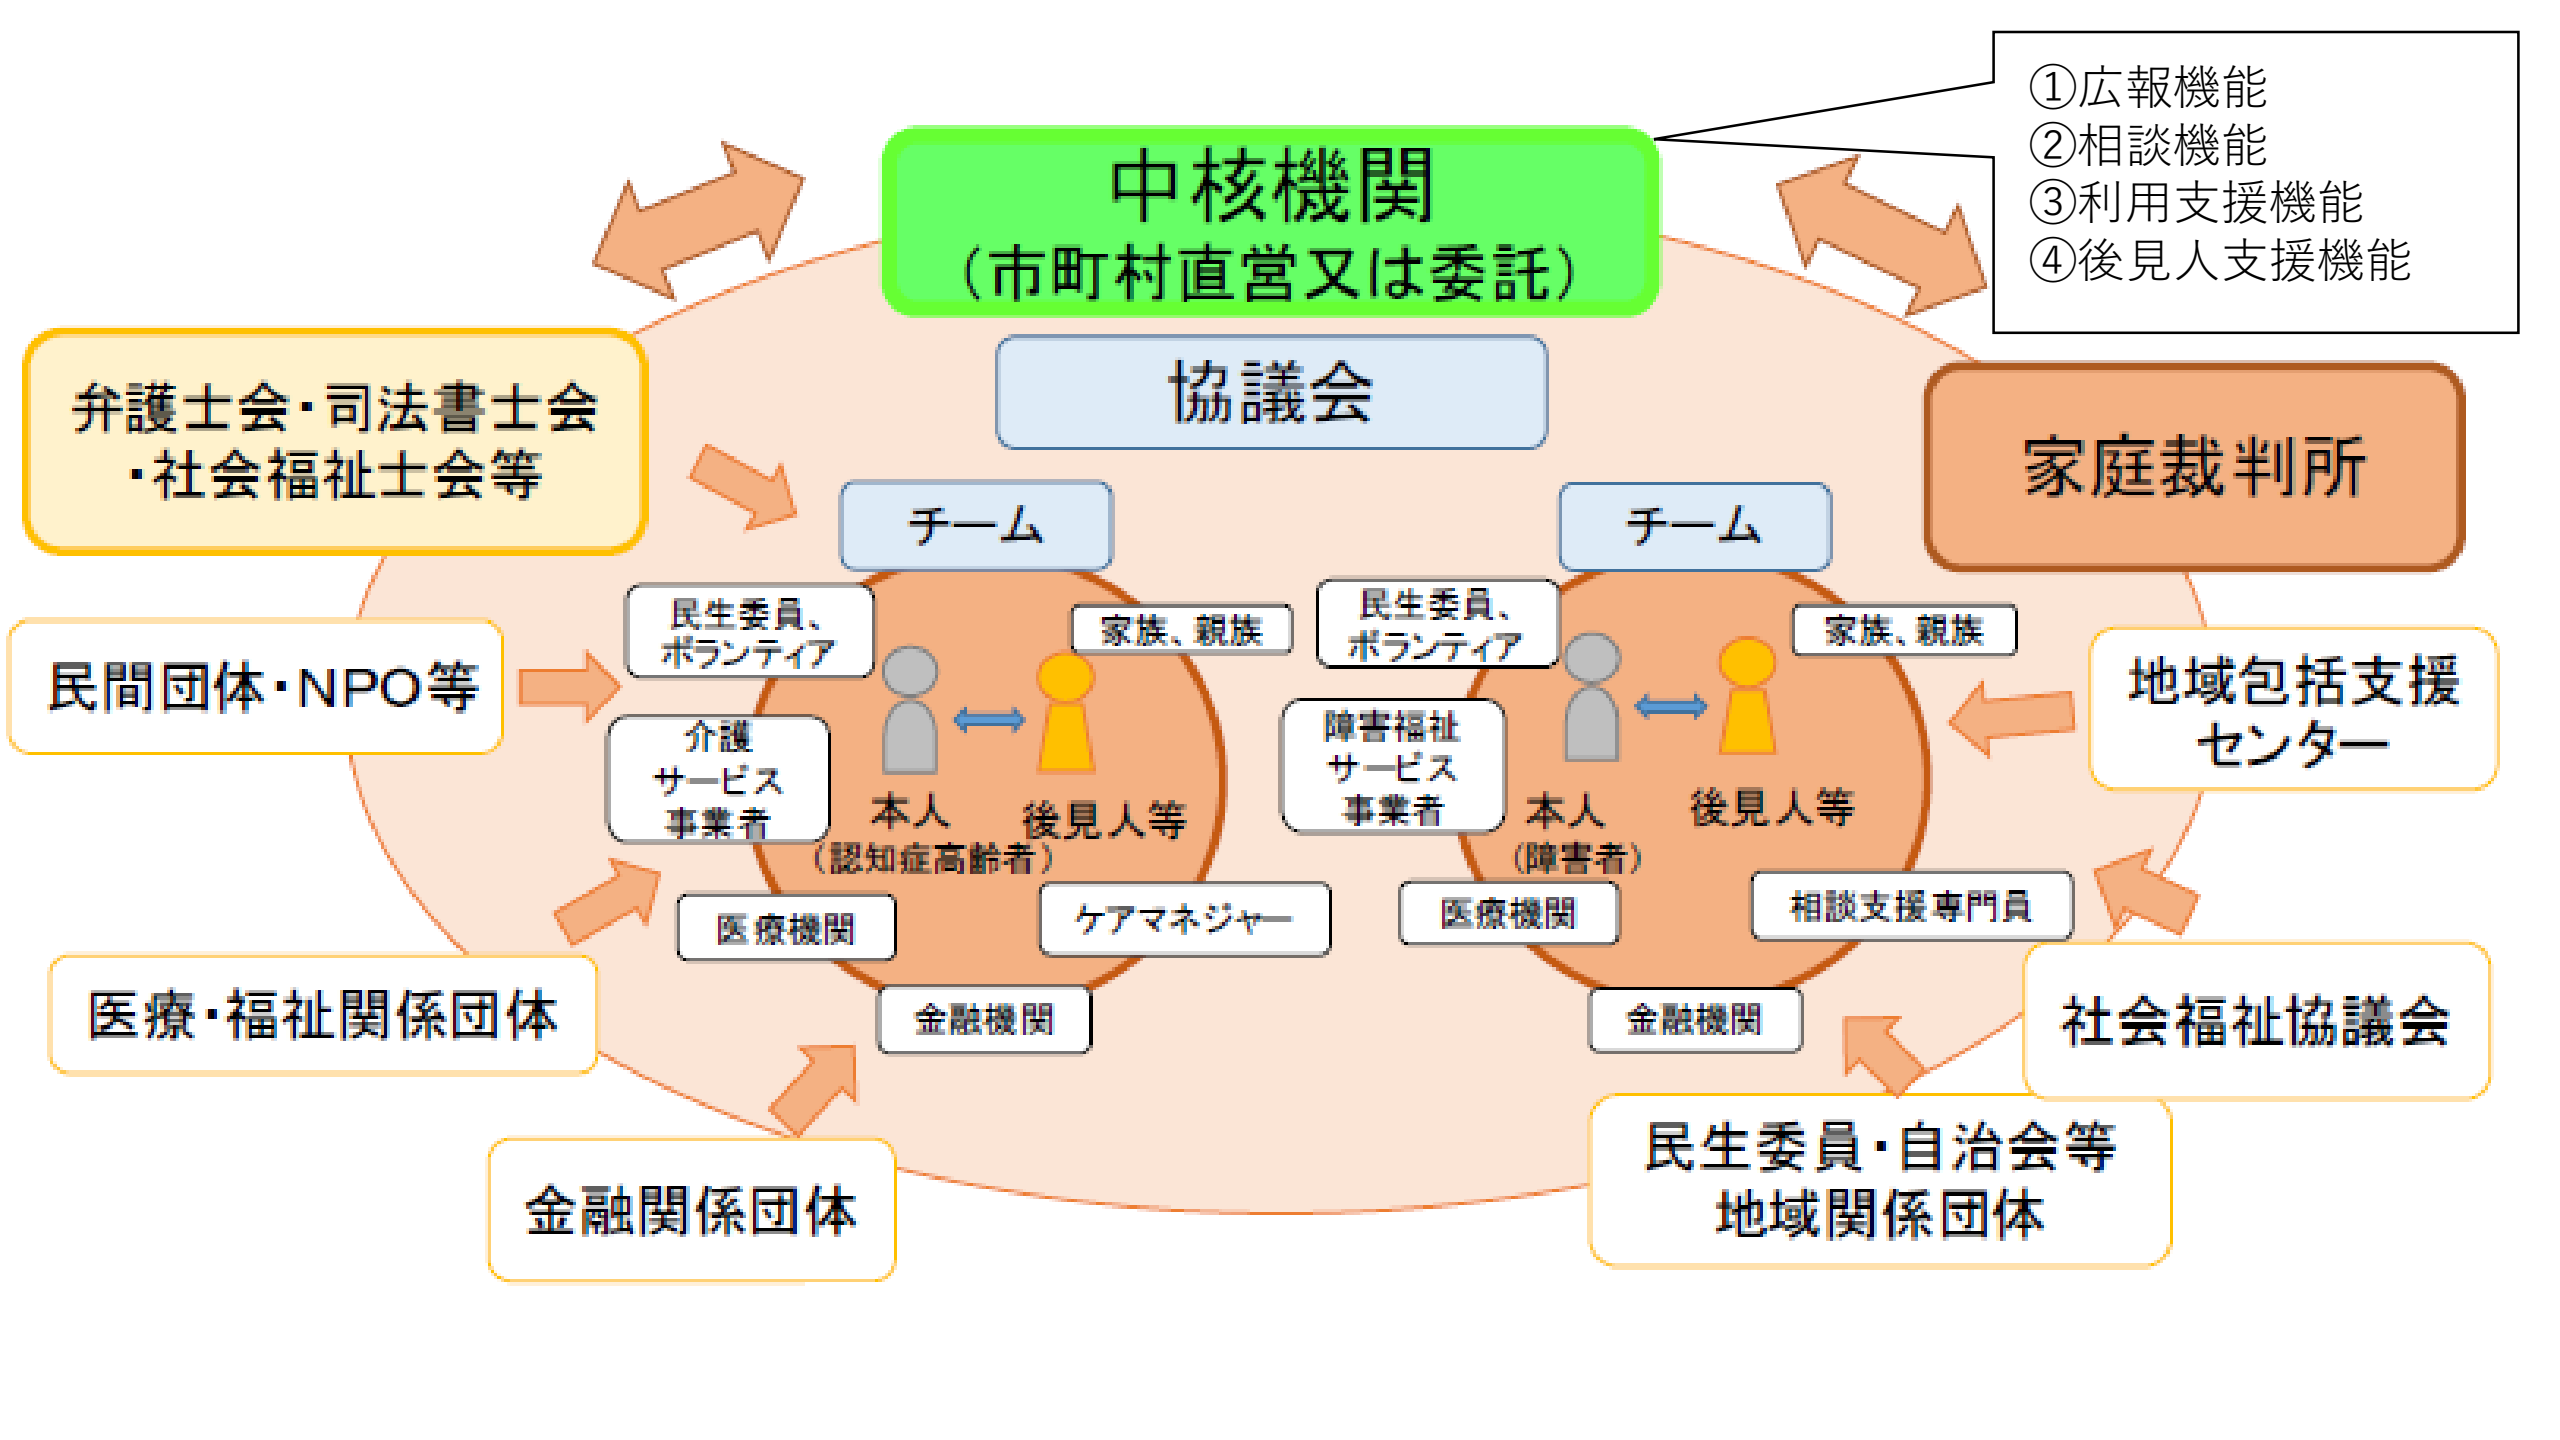 ①広報機能
②相談機能
③利用支援機能
④後見人支援機能
中核機関
（市町村直営又は委託）
協議会
弁護士会・司法書士会
・社会福祉士会等
家庭裁判所
チーム
チーム
民生委員、
ボランティア
家族、親族
民生委員、
ボランティア
家族、親族
民間団体・NPO等
地域包括支援
センター
介護
サービス
事業者
障害福祉
サービス
事業者
本人
（認知症高齢者）
後見人等
本人
（障害者）
後見人等
医療機関
ケアマネジャー
医療機関
相談支援専門員
金融機関
金融機関
医療・福祉関係団体
社会福祉協議会
金融関係団体
民生委員・自治会等
地域関係団体